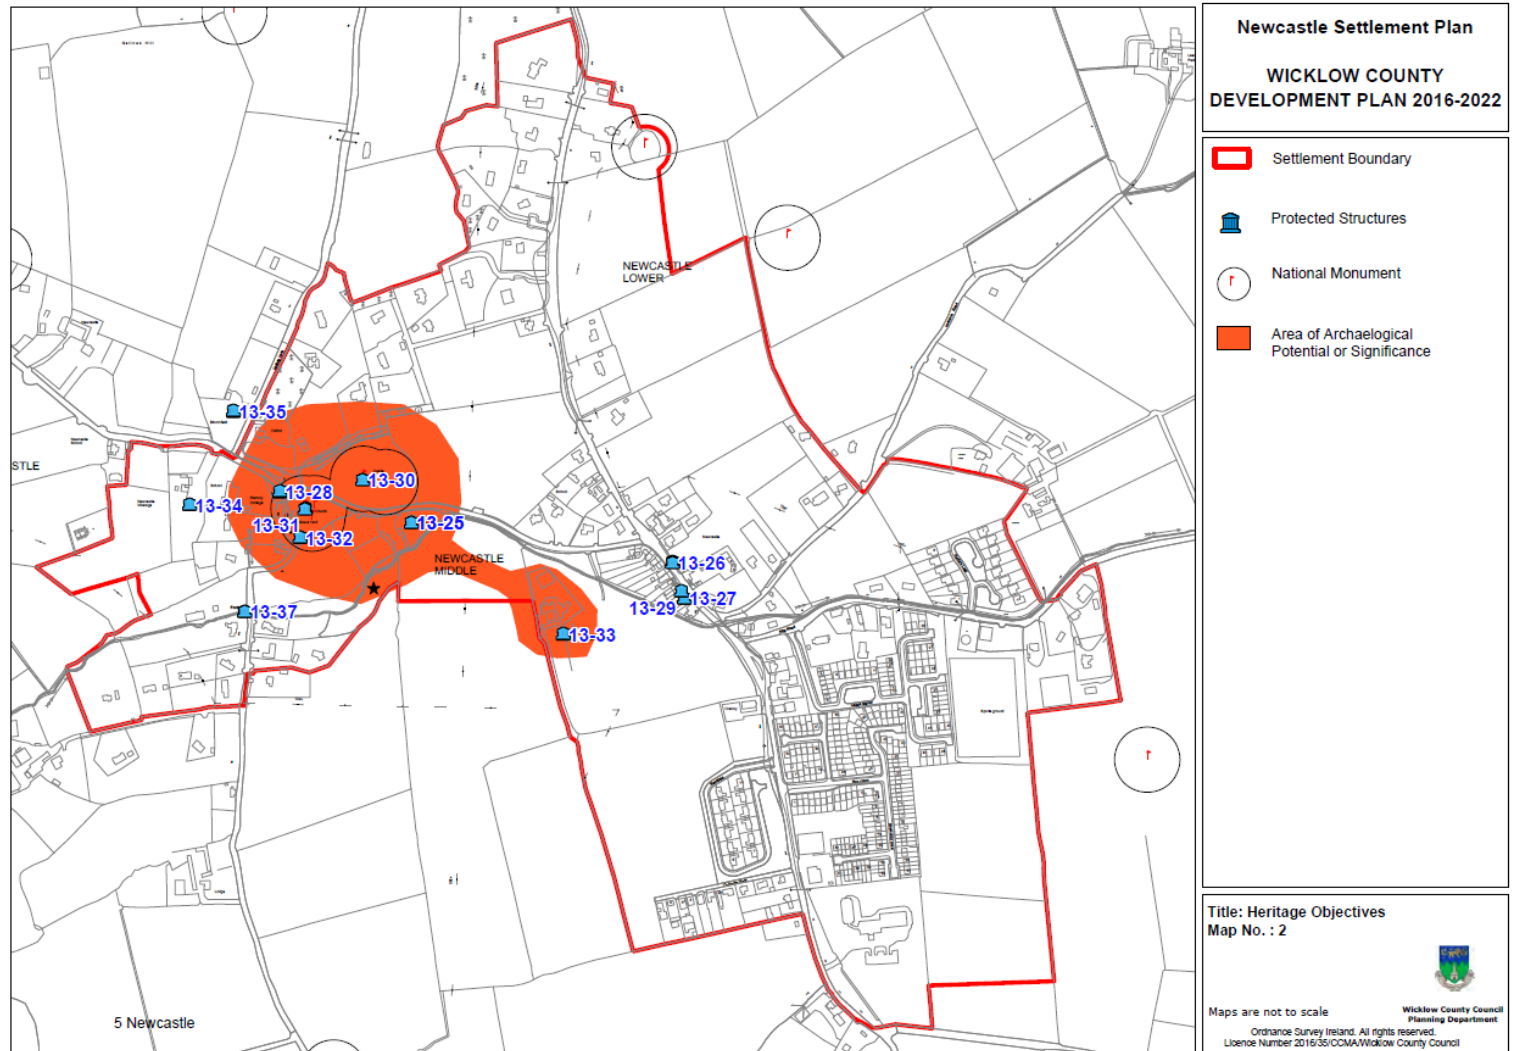 Newcastle Settlement Plan
WICKLOW COUNTY
DEVELOPMENT PLAN 2016-2022
Settlement Boundary
Protected Structures
National Monument
Area of Archaelogical
Potential or Significance
NEWCASTLE
LOWER
STLE
13-35
13-30
13-28
13-34
13-31
13-32
13-25
NEWCASTLE
MIDDLE
13-26
13-27
13-29
13-37
13-33
5 Newcastle
Title: Heritage Objectives
Map No. : 2
Maps are not to scale
Wicklow County Council
Planning Department
Ordnance Survey Ireland. All rights reserved.
Licence Number 2016/35/CCMA/Wicklow County Council